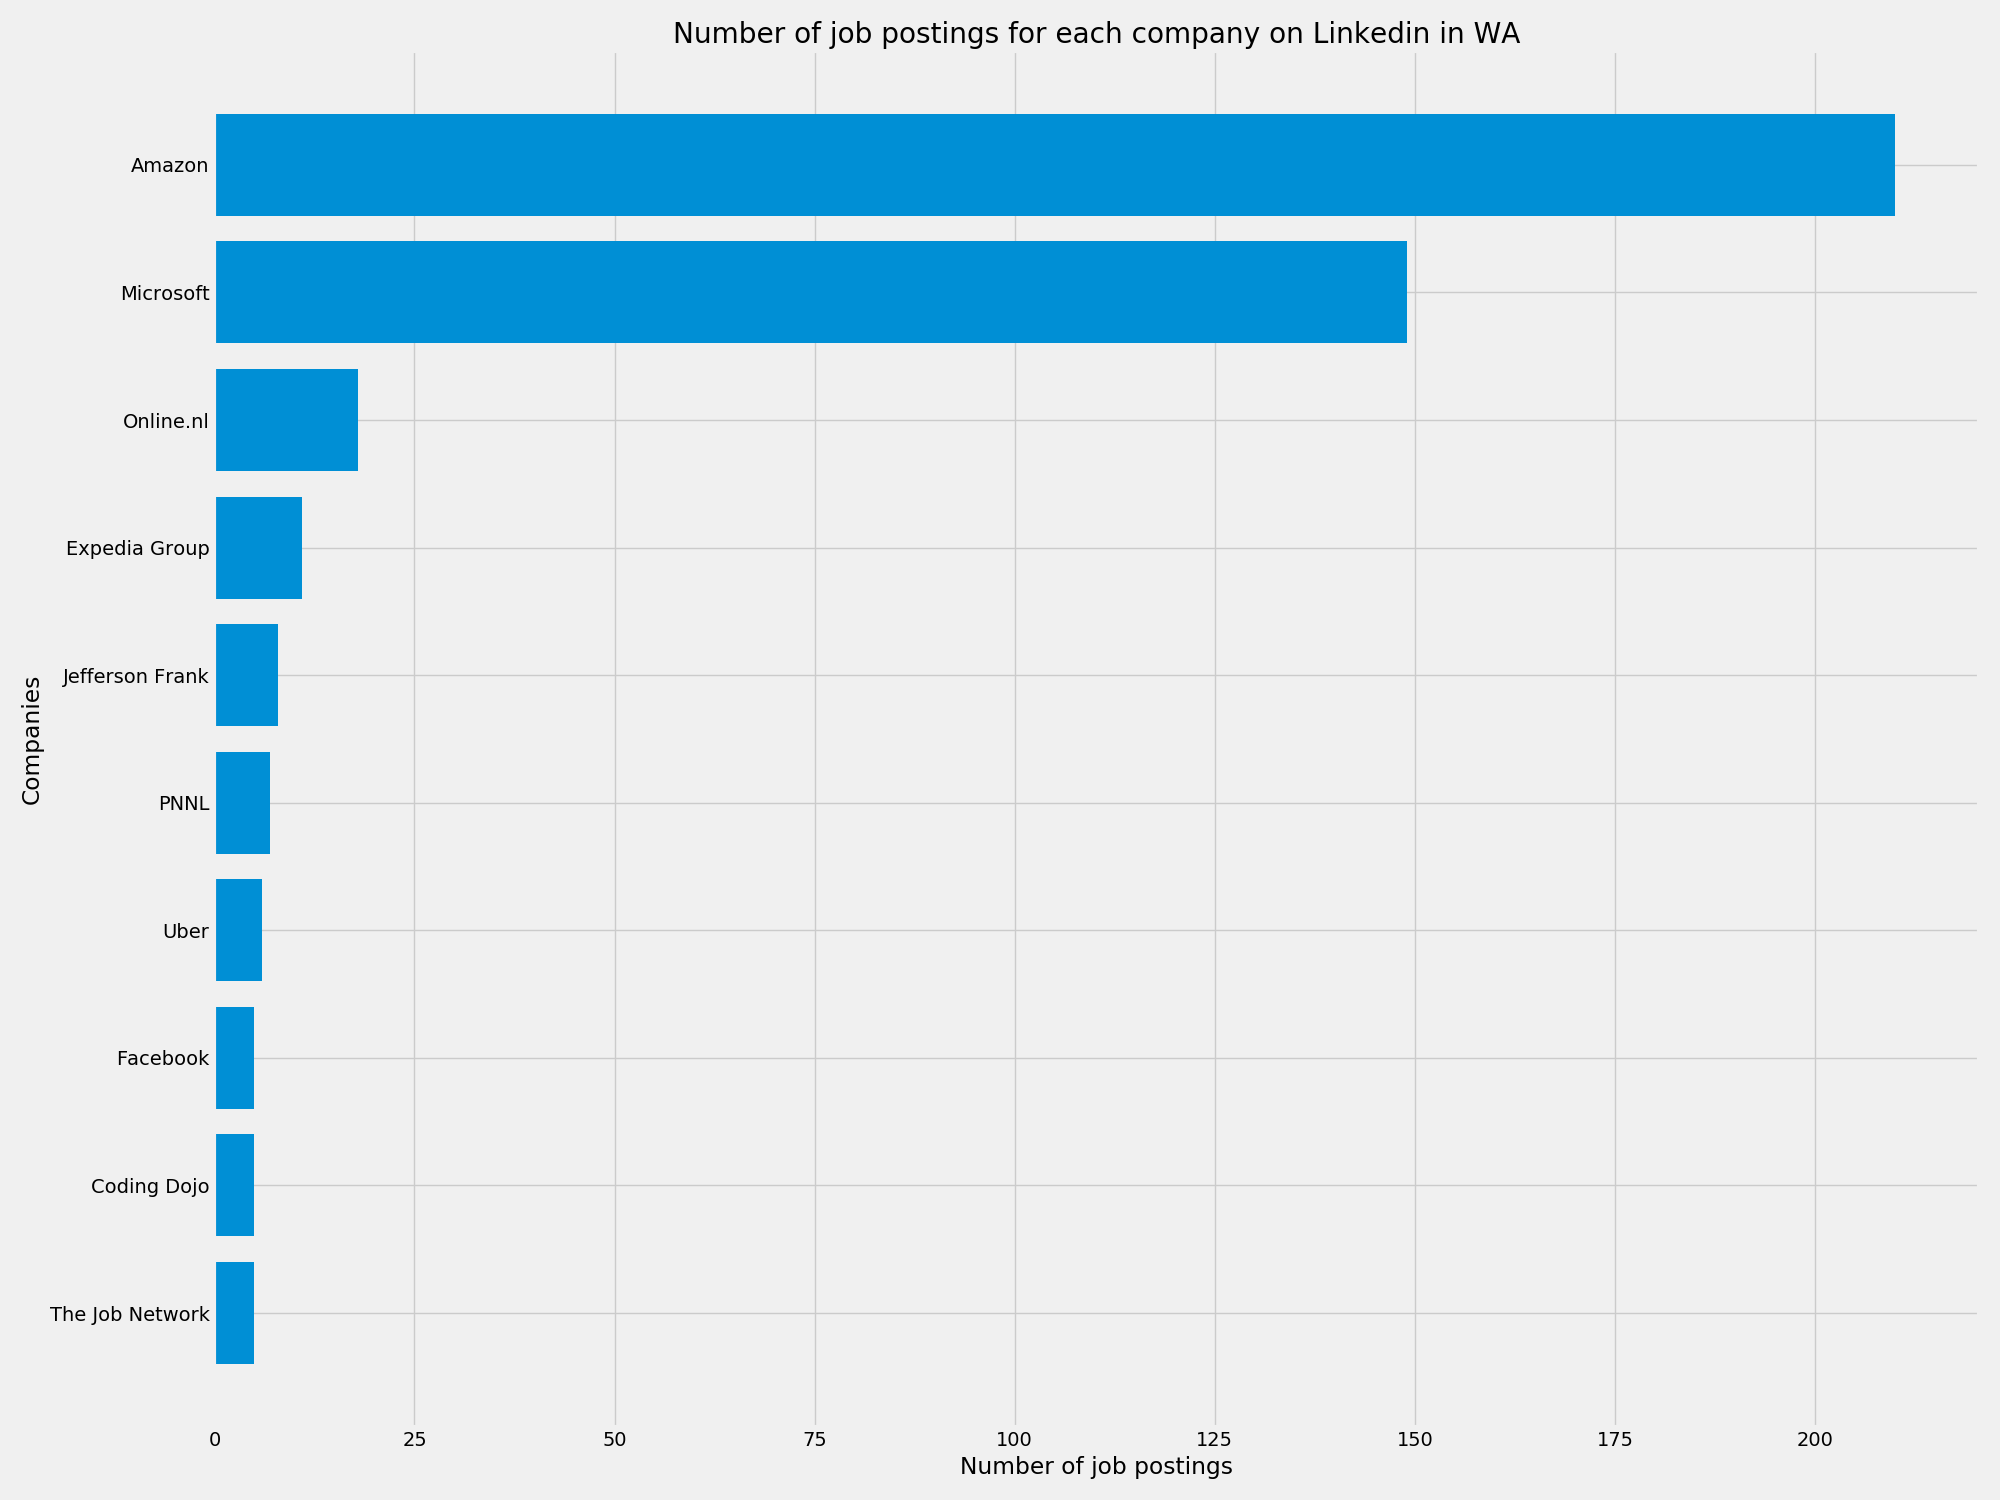 Number of job postings for each company on Linkedin in WA
Amazon
Microsoft
Online.nl
Expedia Group
Jefferson Frank
PNNL
Uber
Facebook
Coding Dojo
The Job Network
Companies
0 25 50 75 100 125 150 175 200
Number of job postings